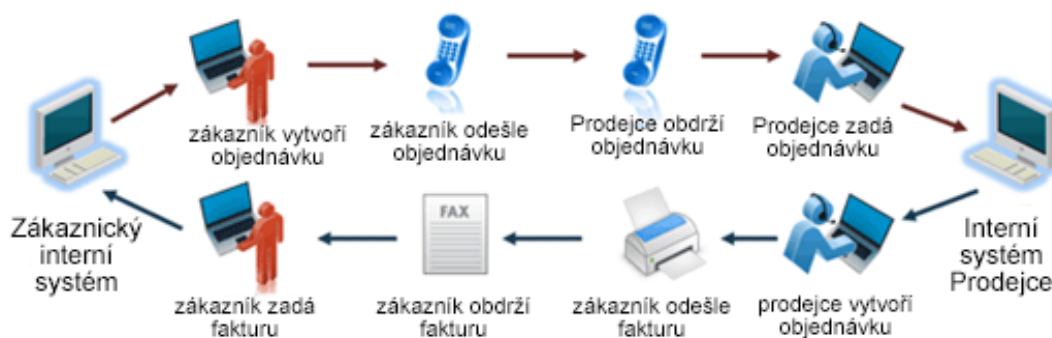 zákazník vytvoří
objednávku
zákazník odešle
objednávku
Prodejce obdrží
objednávku
Prodejce zadá
objednávku
Zákaznický
interní
systém
Interní
systém
Prodejce
FAX
zákazník zadá
fakturu
zákazník obdrží
fakturu
zákazník odešle
fakturu
prodejce vytvoří
objednávku